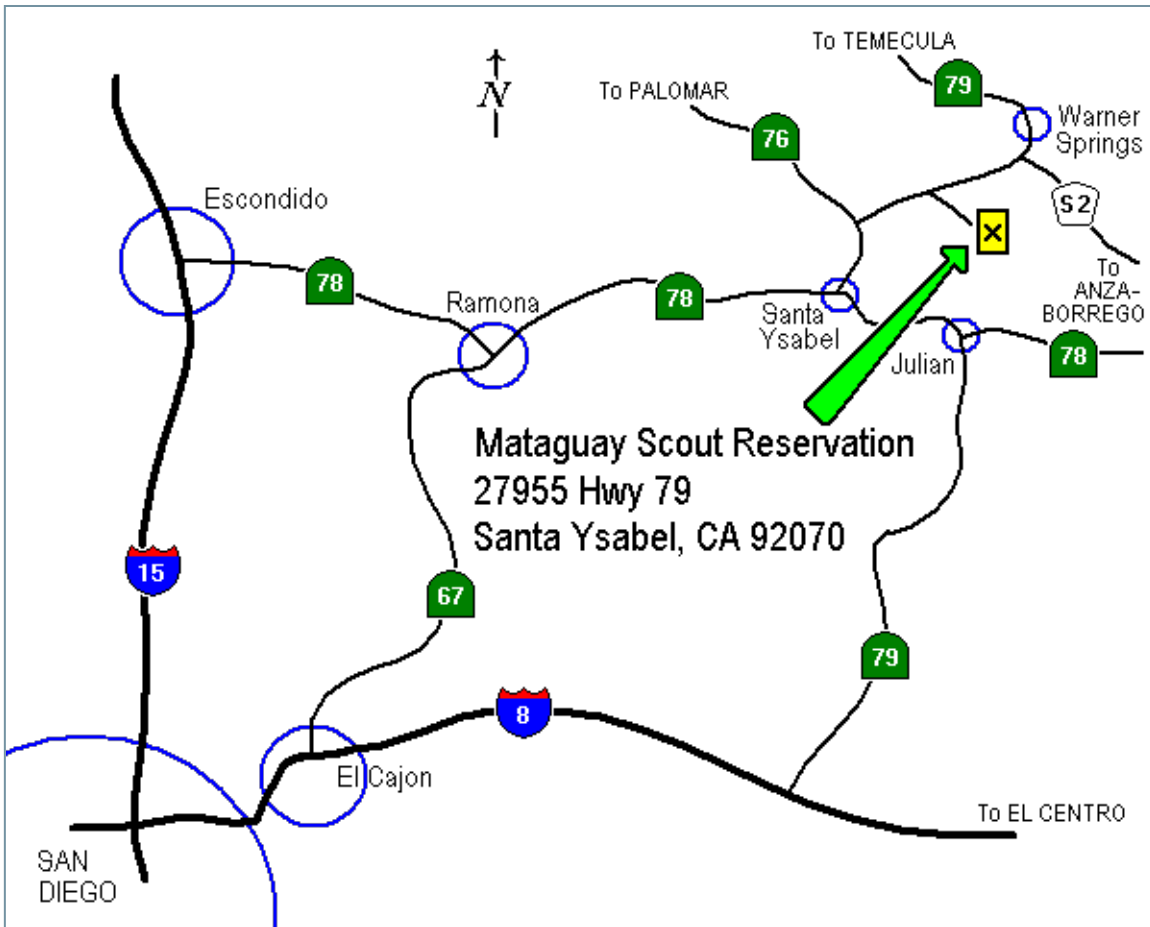 To TEMECULA
79
N
To PALOMAR
76
Warner
Springs
Escondido
S2
78
Ramona
78
Santa
Ysabel
To
ANZA-
BORREGO
Julian
78
Mataguay Scout Reservation
27955 Hwy 79
Santa Ysabel, CA 92070
15
67
79
8
El Cajon
To EL CENTRO
SAN
DIEGO